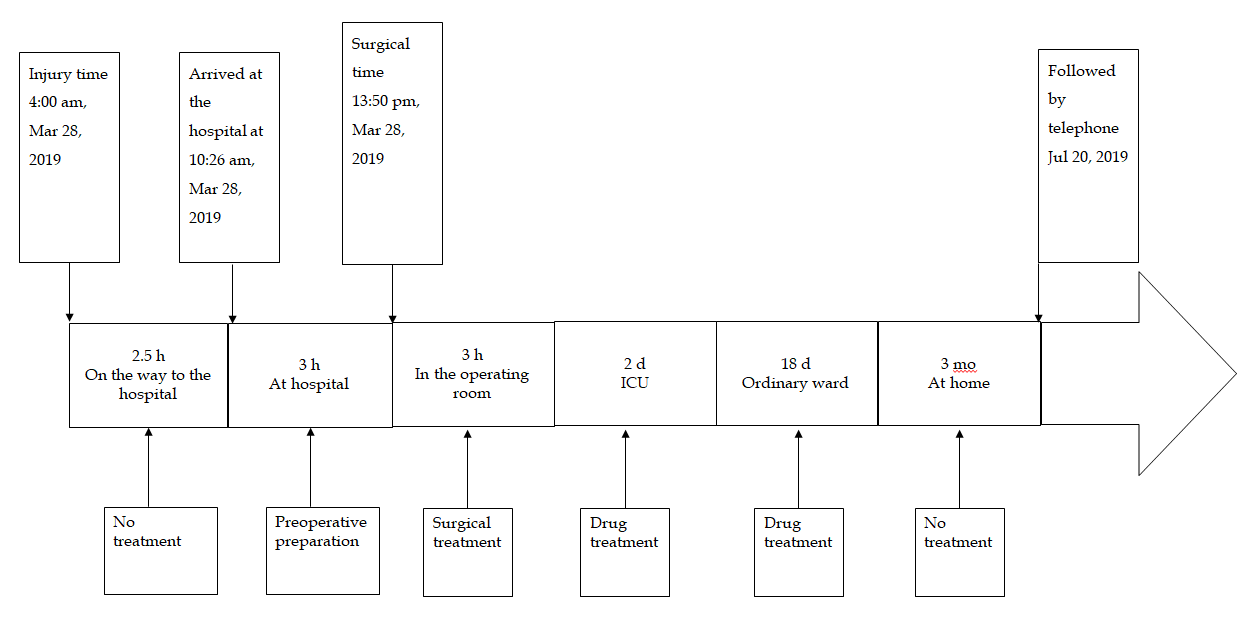 Injury time
4:00 am,
Mar 28,
2019
Arrived at
the
hospital at
10:26 am,
Mar 28,
2019
Surgical
time
13:50 pm,
Mar 28,
2019
Followed
by
telephone
Jul 20, 2019
2.5 h
On the way to the
hospital
3 h
At hospital
3 h
In the operating
room
2 d
ICU
18 d
Ordinary ward
3 mo
At home
No
treatment
Preoperative
preparation
Surgical
treatment
Drug
treatment
Drug
treatment
No
treatment